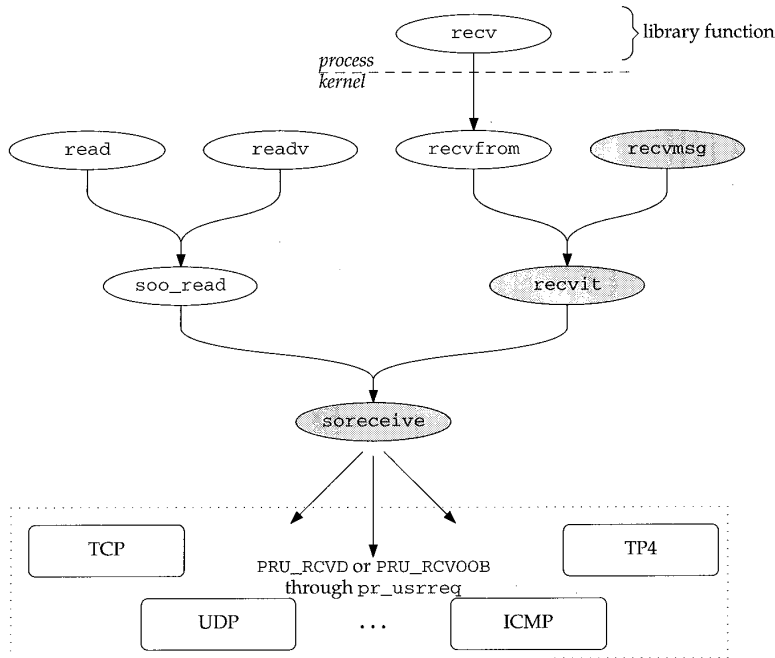 recv
library function
process
kernel
read
readv
recvfrom
recvmsg
soo_read
recvit
soreceive
TCP
TP4
PRU_RCVD or PRU_RCVOOB
through pr_usrreq
UDP
...
ICMP